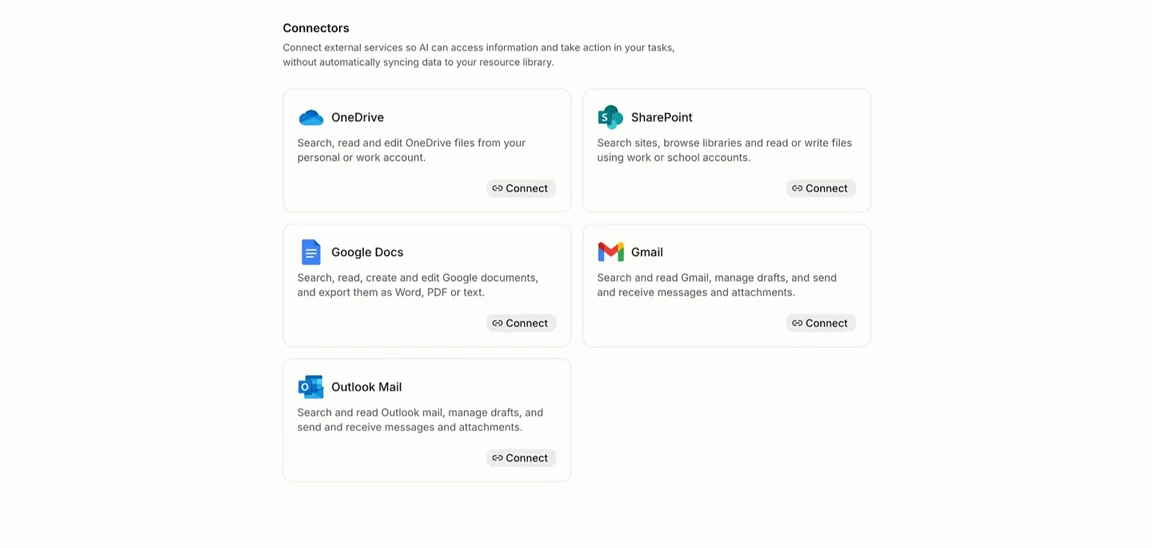 Connectors
Connect external services so AI can access information and take action in your tasks,
without automatically syncing data to your resource library.
OneDrive
Search, read and edit OneDrive files from your
personal or work account.
Connect
SharePoint
Search sites, browse libraries and read or write files
using work or school accounts.
Connect
Google Docs
Search, read, create and edit Google documents,
and export them as Word, PDF or text.
Connect
Gmail
Search and read Gmail, manage drafts, and send
and receive messages and attachments.
Connect
Outlook Mail
Search and read Outlook mail, manage drafts, and
send and receive messages and attachments.
Connect